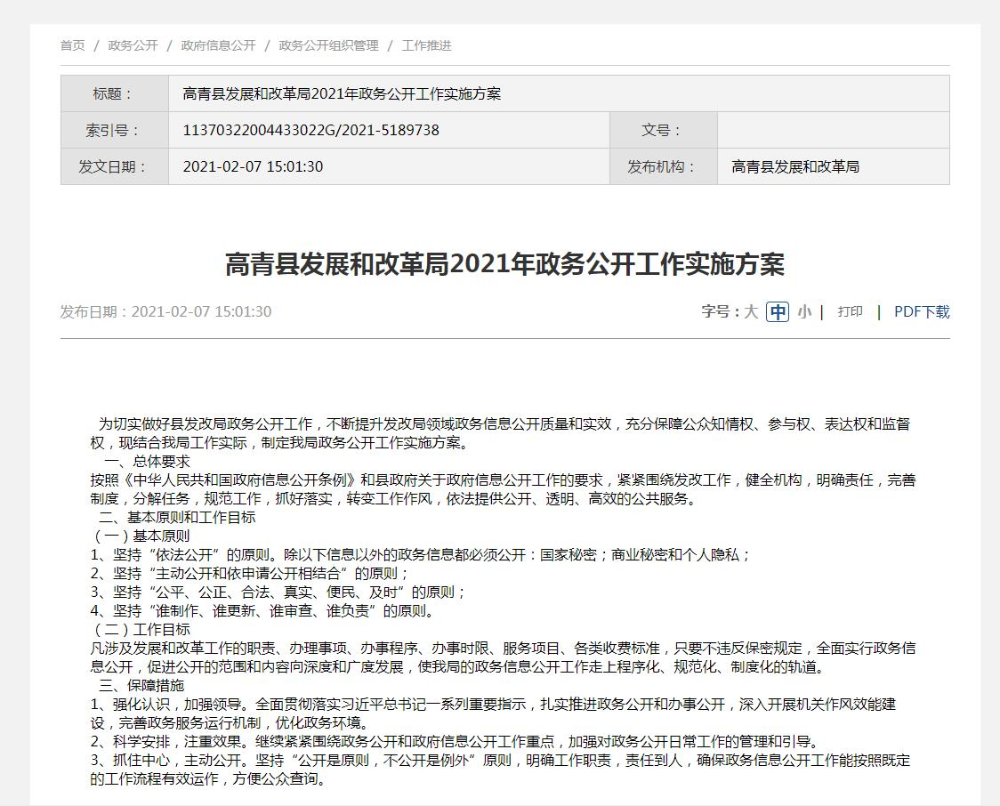 首页 / 政务公开 / 政府信息公开 / 政务公开组织管理 / 工作推进
标题： 高青县发展和改革局2021年政务公开工作实施方案
索引号： 11370322004433022G/2021-5189738 文号：
发文日期： 2021-02-07 15:01:30 发布机构： 高青县发展和改革局
高青县发展和改革局2021年政务公开工作实施方案
发布日期：2021-02-07 15:01:30 字号：大 中 小 | 打印 | PDF下载
为切实做好县发改局政务公开工作，不断提升发改局领域政务信息公开质量和实效，充分保障公众知情权、参与权、表达权和监督
权，现结合我局工作实际，制定我局政务公开工作实施方案。
一、总体要求
按照《中华人民共和国政府信息公开条例》和县政府关于政府信息公开工作的要求，紧紧围绕发改工作，健全机构，明确责任，完善
制度，分解任务，规范工作，抓好落实，转变工作作风，依法提供公开、透明、高效的公共服务。
二、基本原则和工作目标
（一）基本原则
1、坚持“依法公开”的原则。除以下信息以外的政务信息都必须公开：国家秘密；商业秘密和个人隐私；
2、坚持“主动公开和依申请公开相结合”的原则；
3、坚持“公平、公正、合法、真实、便民、及时”的原则；
4、坚持“谁制作、谁更新、谁审查、谁负责”的原则。
（二）工作目标
凡涉及发展和改革工作的职责、办理事项、办事程序、办事时限、服务项目、各类收费标准，只要不违反保密规定，全面实行政务信
息公开，促进公开的范围和内容向深度和广度发展，使我局的政务信息公开工作走上程序化、规范化、制度化的轨道。
三、保障措施
1、强化认识，加强领导。全面贯彻落实习近平总书记一系列重要指示，扎实推进政务公开和办事公开，深入开展机关作风效能建
设，完善政务服务运行机制，优化政务环境。
2、科学安排，注重效果。继续紧紧围绕政务公开和政府信息公开工作重点，加强对政务公开日常工作的管理和引导。
3、抓住中心，主动公开。坚持“公开是原则，不公开是例外”原则，明确工作职责，责任到人，确保政务信息公开工作能按照既定
的工作流程有效运作，方便公众查询。